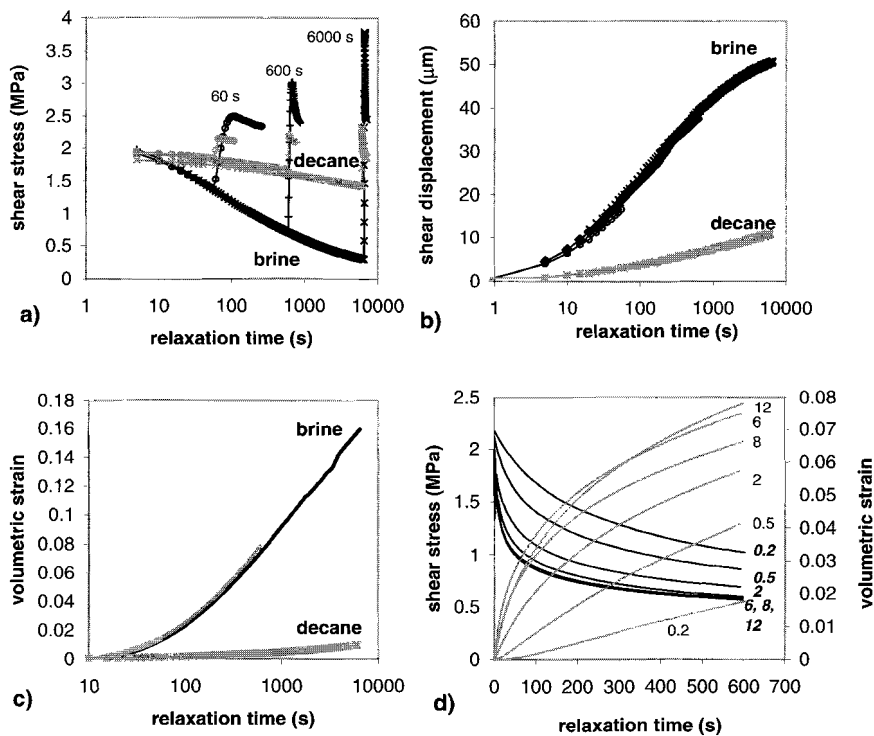 4
3.5
3
2.5
2
1.5
1
0.5
0
shear stress (MPa)
60 s
600 s
6000 s
decane
brine
1 10 100 1000 10000
relaxation time (s)
a)
60
50
40
30
20
10
0
shear displacement (μm)
brine
decane
1 10 100 1000 10000
relaxation time (s)
b)
0.18
0.16
0.14
0.12
0.1
0.08
0.06
0.04
0.02
0
volumetric strain
brine
decane
10 100 1000 10000
relaxation time (s)
c)
2.5
2
1.5
1
0.5
0
shear stress (MPa)
12
6
8
2
0.5
0.2
0.5
2
6, 8,
12
0.2
0.08
0.07
0.06
0.05
0.04
0.03
0.02
0.01
0
volumetric strain
0 100 200 300 400 500 600 700
relaxation time (s)
d)